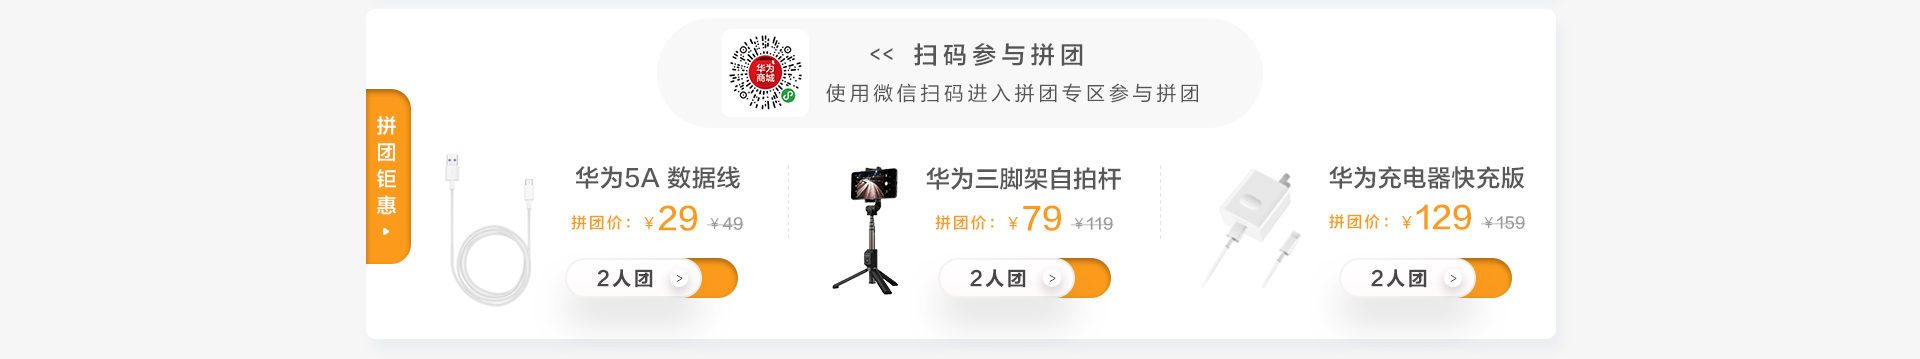 华为
商城
<< 扫码参与拼团
使用微信扫码进入拼团专区参与拼团
拼团钜惠
华为5A 数据线
拼团价：¥29 ¥49
2人团 >
华为三脚架自拍杆
拼团价：¥79 ¥119
2人团 >
华为充电器快充版
拼团价：¥129 ¥159
2人团 >